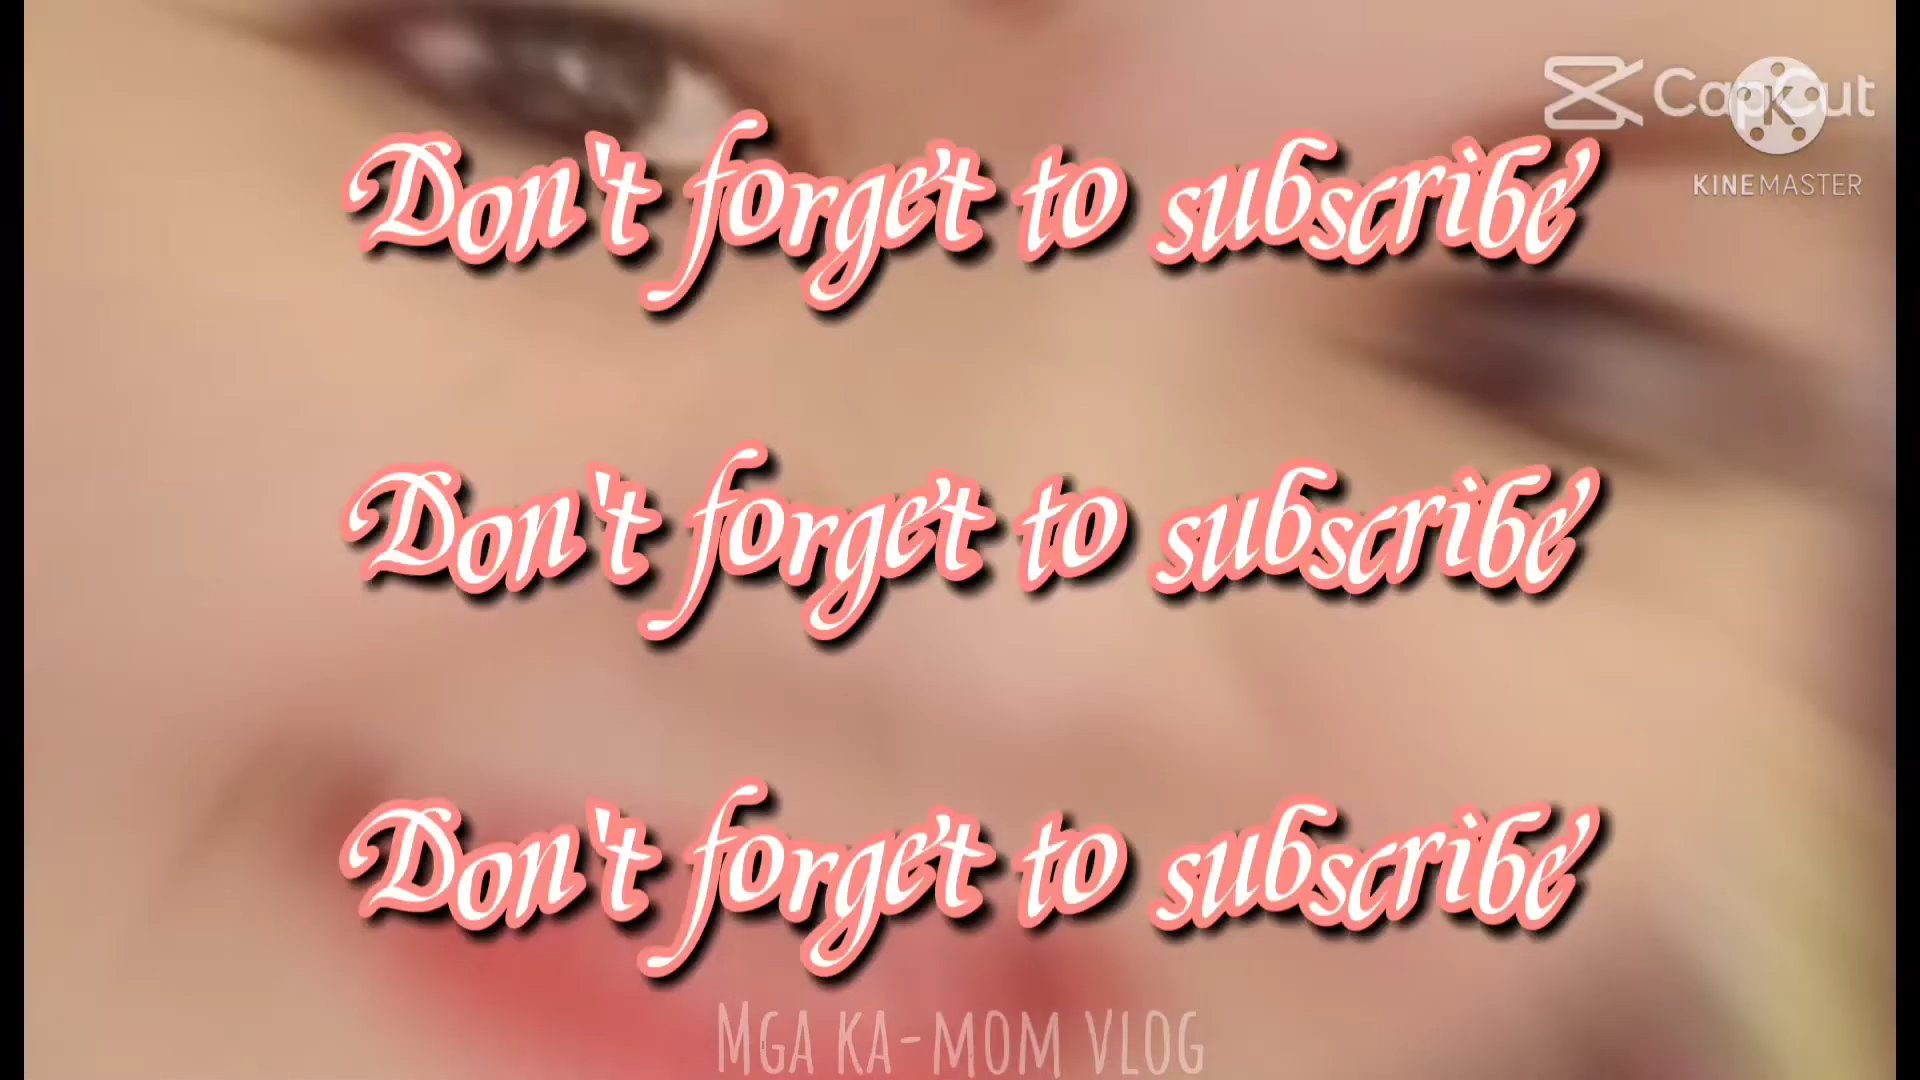 CapCut
K
KINEMASTER
Don't forget to subscribe
Don't forget to subscribe
Don't forget to subscribe
MGA KA-MOM VLOG